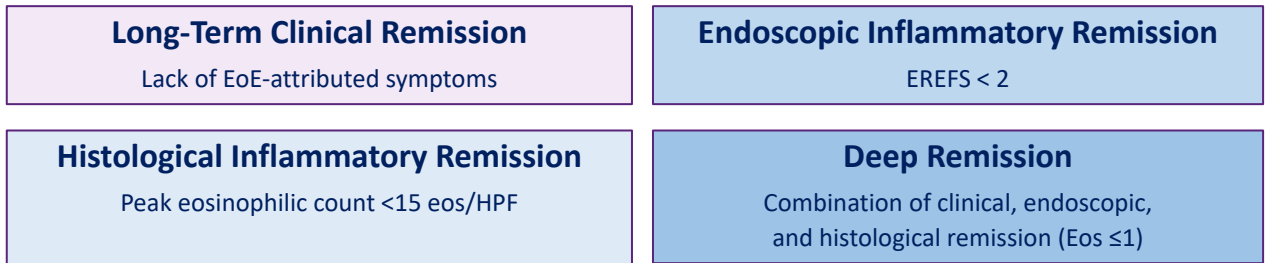 Long-Term Clinical Remission
Lack of EoE-attributed symptoms
Endoscopic Inflammatory Remission
EREFS < 2
Histological Inflammatory Remission
Peak eosinophilic count <15 eos/HPF
Deep Remission
Combination of clinical, endoscopic,
and histological remission (Eos ≤1)